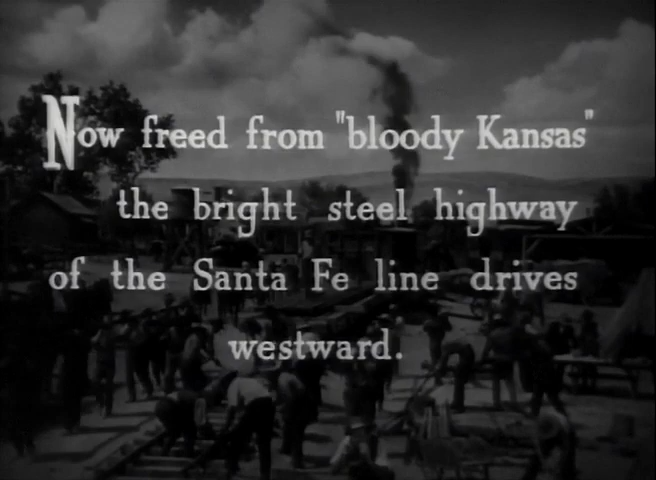 Now freed from "bloody Kansas"
the bright steel highway
of the Santa Fe line drives
westward.